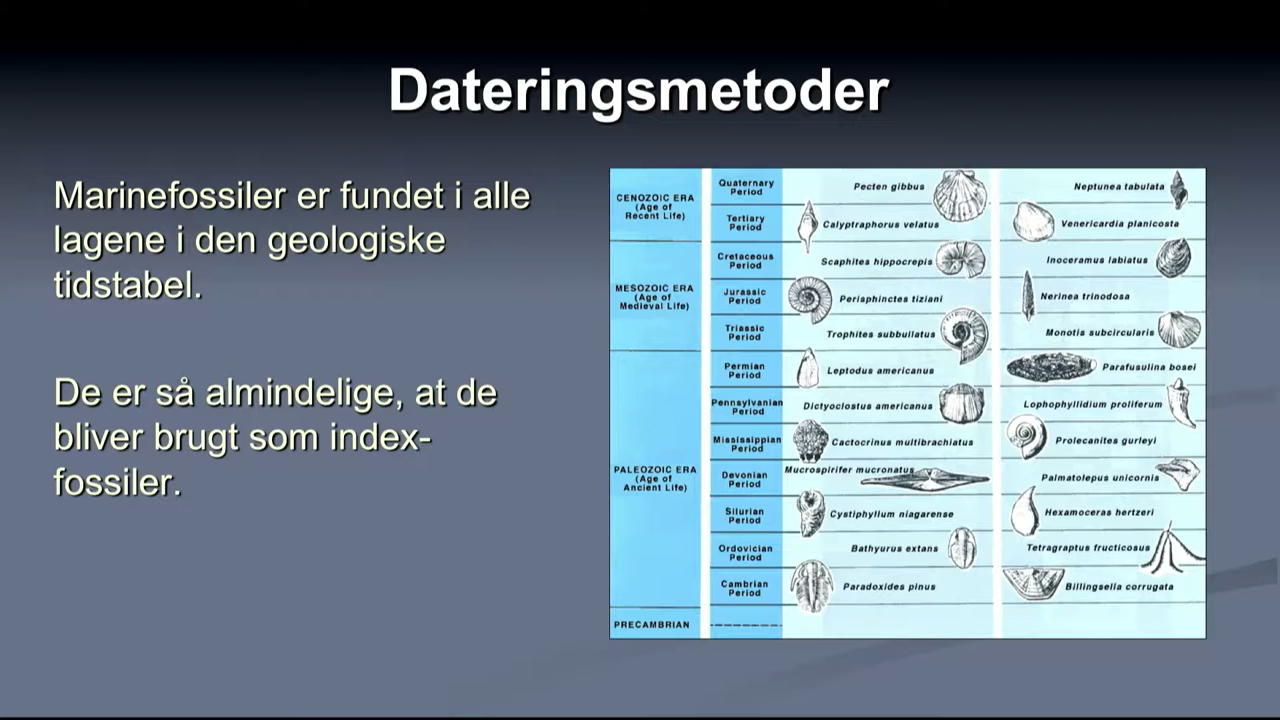 Dateringsmetoder
Marinefossiler er fundet i alle
lagene i den geologiske
tidstabel.
De er så almindelige, at de
bliver brugt som index-
fossiler.
CENOZOIC ERA
(Age of
Recent Life)
Quaternary
Period
Pecten gibbus
Neptunea tabulata
Tertiary
Period
Calyptraphorus velatus
Venericardia planicosta
MESOZOIC ERA
(Age of
Medieval Life)
Cretaceous
Period
Scaphites hippocrepis
Inoceramus labiatus
Jurassic
Period
Perisphinctes tiziani
Nerinea trinodosa
Triassic
Period
Trophites subbullatus
Monotis subcircularis
PALEOZOIC ERA
(Age of
Ancient Life)
Permian
Period
Leptodus americanus
Parafusulina bosei
Pennsylvanian
Period
Dictyoclostus americanus
Lophophyllidium proliferum
Mississippian
Period
Cactocrinus multibrachiatus
Prolecanites gurleyi
Devonian
Period
Mucrospirifer mucronatus
Palmatolepus unicornis
Silurian
Period
Cystiphyllum niagarense
Hexamoceras hertzeri
Ordovician
Period
Bathyurus extans
Tetragraptus fructicosus
Cambrian
Period
Paradoxides pinus
Billingsella corrugata
PRECAMBRIAN